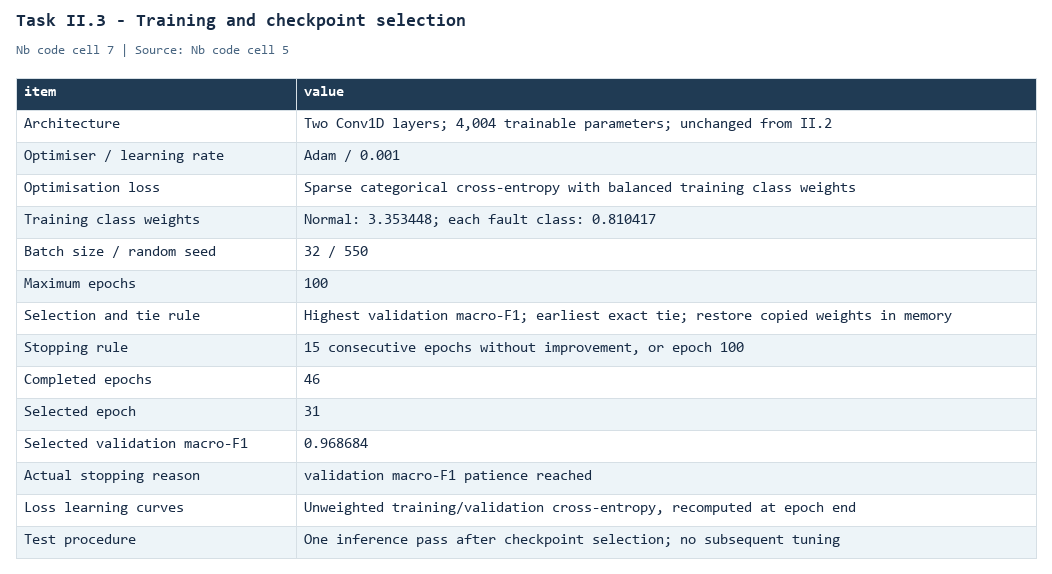 Task II.3 - Training and checkpoint selection
Nb code cell 7 | Source: Nb code cell 5
item value
Architecture Two Conv1D layers; 4,004 trainable parameters; unchanged from II.2
Optimiser / learning rate Adam / 0.001
Optimisation loss Sparse categorical cross-entropy with balanced training class weights
Training class weights Normal: 3.353448; each fault class: 0.810417
Batch size / random seed 32 / 550
Maximum epochs 100
Selection and tie rule Highest validation macro-F1; earliest exact tie; restore copied weights in memory
Stopping rule 15 consecutive epochs without improvement, or epoch 100
Completed epochs 46
Selected epoch 31
Selected validation macro-F1 0.968684
Actual stopping reason validation macro-F1 patience reached
Loss learning curves Unweighted training/validation cross-entropy, recomputed at epoch end
Test procedure One inference pass after checkpoint selection; no subsequent tuning